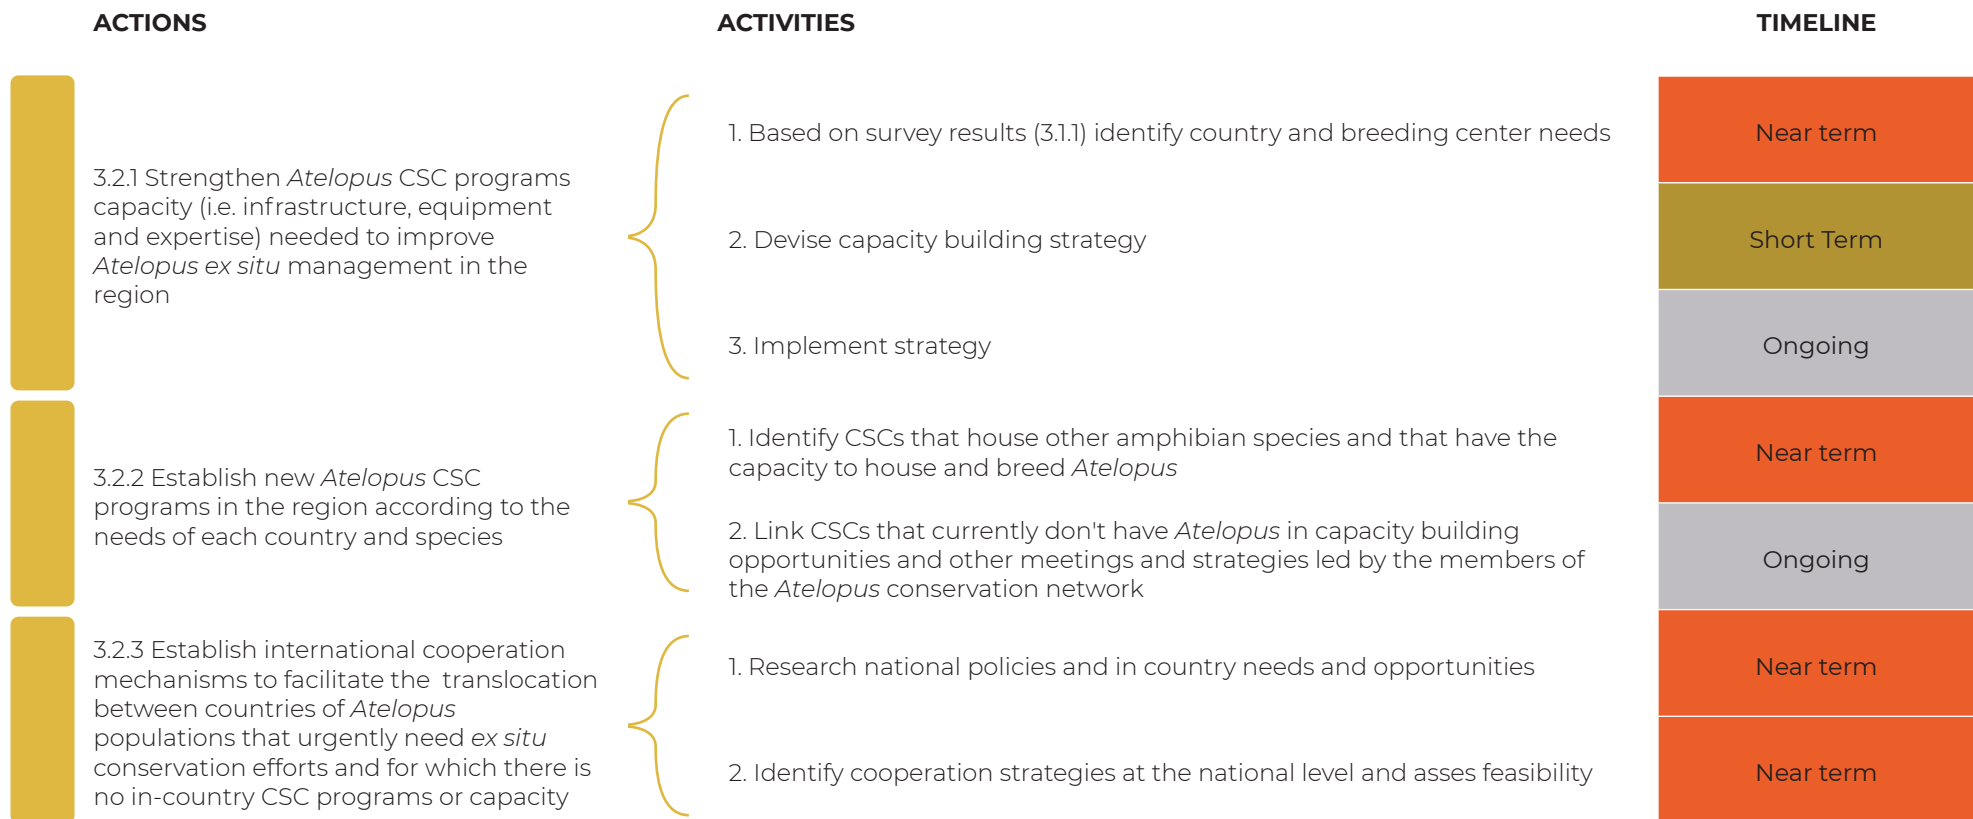 ACTIONS
ACTIVITIES
TIMELINE
3.2.1 Strengthen Atelopus CSC programs
capacity (i.e. infrastructure, equipment
and expertise) needed to improve
Atelopus ex situ management in the
region
1. Based on survey results (3.1.1) identify country and breeding center needs
Near term
2. Devise capacity building strategy
Short Term
3. Implement strategy
Ongoing
3.2.2 Establish new Atelopus CSC
programs in the region according to the
needs of each country and species
1. Identify CSCs that house other amphibian species and that have the
capacity to house and breed Atelopus
Near term
2. Link CSCs that currently don't have Atelopus in capacity building
opportunities and other meetings and strategies led by the members of
the Atelopus conservation network
Ongoing
3.2.3 Establish international cooperation
mechanisms to facilitate the translocation
between countries of Atelopus
populations that urgently need ex situ
conservation efforts and for which there is
no in-country CSC programs or capacity
1. Research national policies and in country needs and opportunities
Near term
2. Identify cooperation strategies at the national level and asses feasibility
Near term